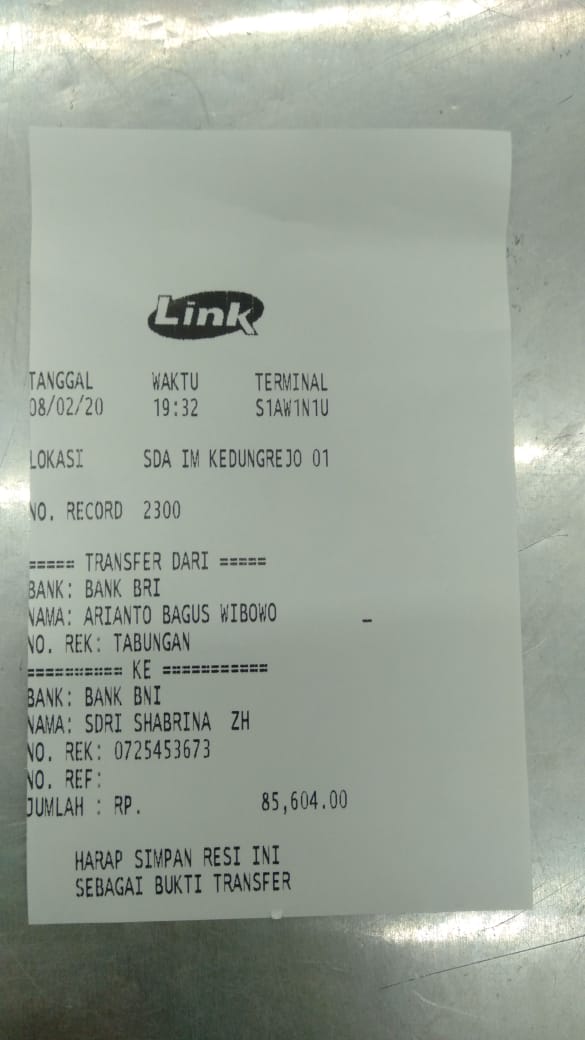 Link
TANGGAL WAKTU TERMINAL
08/02/20 19:32 S1AW1N1U
LOKASI SDA IM KEDUNGREJO 01
NO. RECORD 2300
===== TRANSFER DARI =====
BANK: BANK BRI
NAMA: ARIANTO BAGUS WIBOWO _
NO. REK: TABUNGAN
========== KE ===========
BANK: BANK BNI
NAMA: SDRI SHABRINA ZH
NO. REK: 0725453673
NO. REF:
JUMLAH : RP. 85,604.00
HARAP SIMPAN RESI INI
SEBAGAI BUKTI TRANSFER